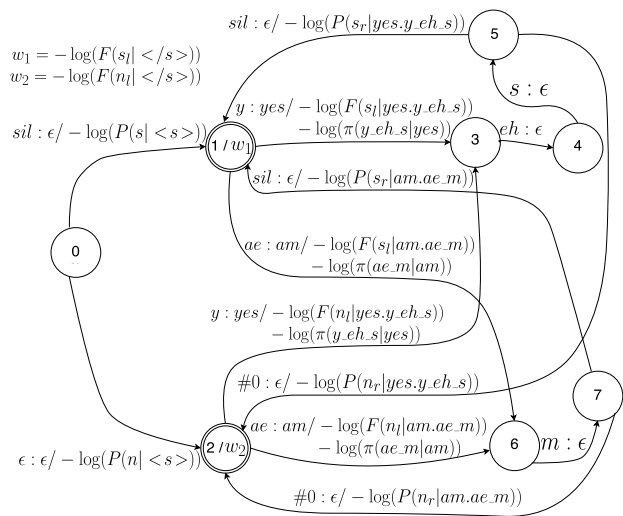 sil : ϵ/ − log(P(s_r|yes.y_eh_s))
5
w_1 = − log(F(s_l| </s>))
w_2 = − log(F(n_l| </s>))
s : ϵ
y : yes/ − log(F(s_l|yes.y_eh_s))
− log(π(y_eh_s|yes))
sil : ϵ/ − log(P(s| <s>))
1 / w_1
3
eh : ϵ
4
sil : ϵ/ − log(P(s_r|am.ae_m))
0
ae : am/ − log(F(s_l|am.ae_m))
− log(π(ae_m|am))
y : yes/ − log(F(n_l|yes.y_eh_s))
− log(π(y_eh_s|yes))
#0 : ϵ/ − log(P(n_r|yes.y_eh_s))
7
ae : am/ − log(F(n_l|am.ae_m))
− log(π(ae_m|am))
2 / w_2
6
m : ϵ
ϵ : ϵ/ − log(P(n| <s>))
#0 : ϵ/ − log(P(n_r|am.ae_m))